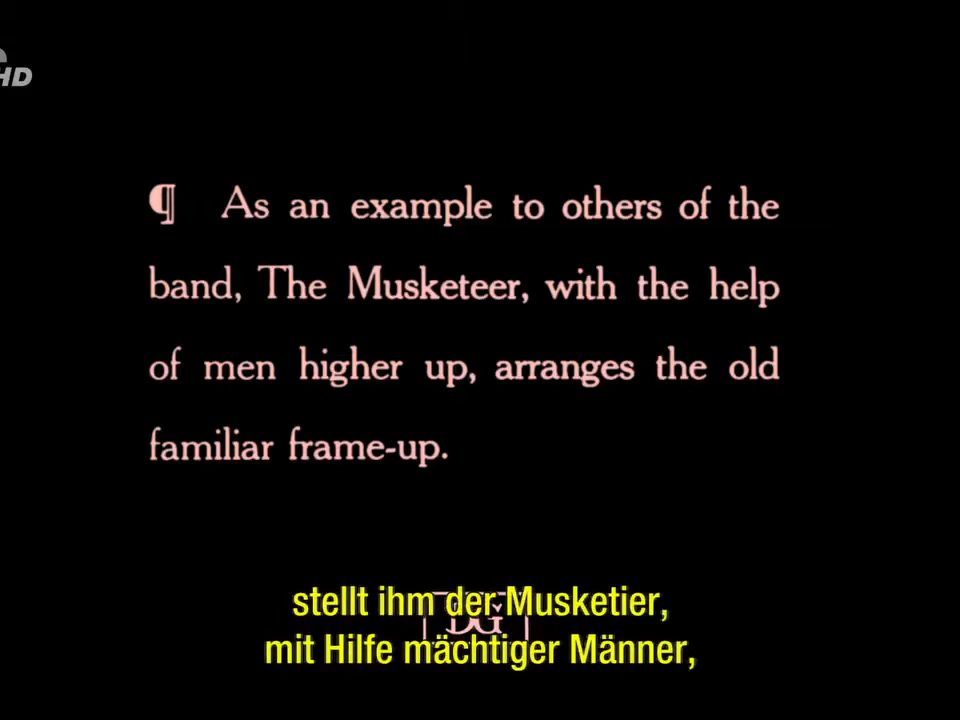 HD
¶ As an example to others of the
band, The Musketeer, with the help
of men higher up, arranges the old
familiar frame-up.
DG
stellt ihm der Musketier,
mit Hilfe mächtiger Männer,